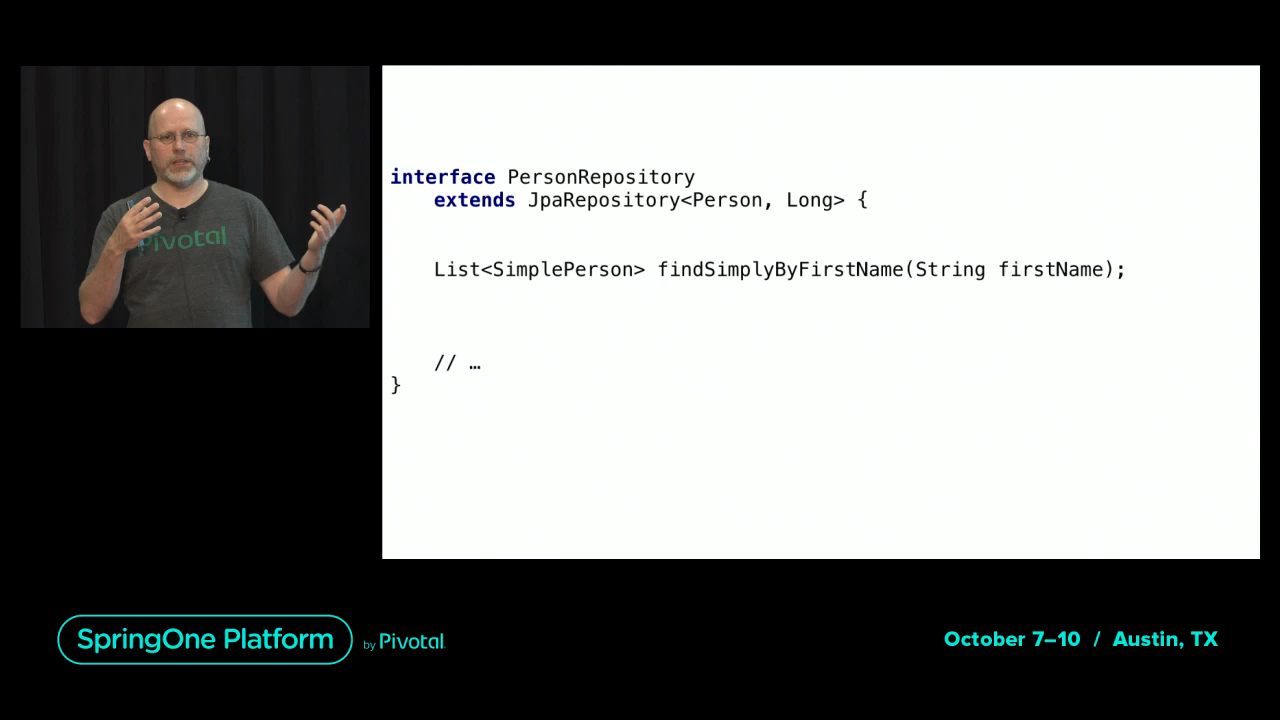 Pivotal
interface PersonRepository
extends JpaRepository<Person, Long> {
List<SimplePerson> findSimplyByFirstName(String firstName);
// …
}
SpringOne Platform
by Pivotal
October 7–10 / Austin, TX